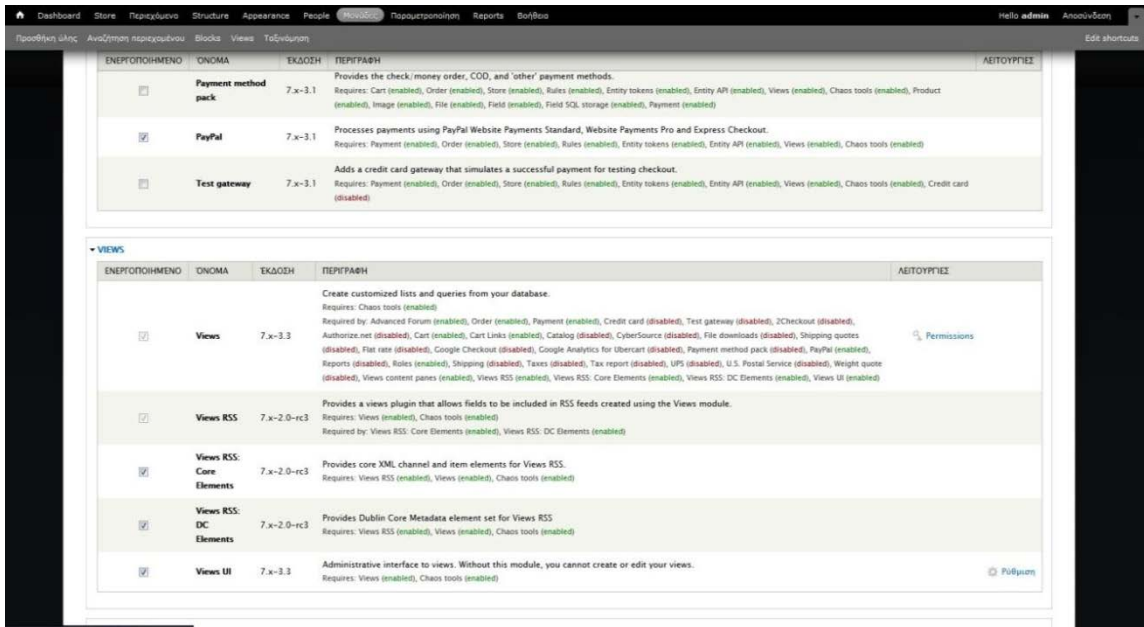 Dashboard Store Περιεχόμενο Structure Appearance People Μονάδες Παραμετροποίηση Reports Βοήθεια Hello admin Αποσύνδεση
Προσθήκη ύλης Αναζήτηση περιεχομένου Blocks Views Ταξινόμηση Edit shortcuts
ΕΝΕΡΓΟΠΟΙΗΜΕΝΟ ΌΝΟΜΑ ΈΚΔΟΣΗ ΠΕΡΙΓΡΑΦΗ ΛΕΙΤΟΥΡΓΙΕΣ
Payment method pack 7.x-3.1 Provides the check/money order, COD, and 'other' payment methods.
Requires: Cart (enabled), Order (enabled), Store (enabled), Rules (enabled), Entity tokens (enabled), Entity API (enabled), Views (enabled), Chaos tools (enabled), Product
(enabled), Image (enabled), File (enabled), Field (enabled), Field SQL storage (enabled), Payment (enabled)
PayPal 7.x-3.1 Processes payments using PayPal Website Payments Standard, Website Payments Pro and Express Checkout.
Requires: Payment (enabled), Order (enabled), Store (enabled), Rules (enabled), Entity tokens (enabled), Entity API (enabled), Views (enabled), Chaos tools (enabled)
Test gateway 7.x-3.1 Adds a credit card gateway that simulates a successful payment for testing checkout.
Requires: Payment (enabled), Order (enabled), Store (enabled), Rules (enabled), Entity tokens (enabled), Entity API (enabled), Views (enabled), Chaos tools (enabled), Credit card
(disabled)
VIEWS
ΕΝΕΡΓΟΠΟΙΗΜΕΝΟ ΌΝΟΜΑ ΈΚΔΟΣΗ ΠΕΡΙΓΡΑΦΗ ΛΕΙΤΟΥΡΓΙΕΣ
Views 7.x-3.3 Create customized lists and queries from your database.
Requires: Chaos tools (enabled)
Required by: Advanced Forum (enabled), Order (enabled), Payment (enabled), Credit card (disabled), Test gateway (disabled), 2Checkout (disabled),
Authorize.net (disabled), Cart (enabled), Cart Links (enabled), Catalog (disabled), CyberSource (disabled), File downloads (disabled), Shipping quotes
(disabled), Flat rate (disabled), Google Checkout (disabled), Google Analytics for Ubercart (disabled), Payment method pack (disabled), PayPal (enabled),
Reports (disabled), Roles (enabled), Shipping (disabled), Taxes (disabled), Tax report (disabled), UPS (disabled), U.S. Postal Service (disabled), Weight quote
(disabled), Views content panes (enabled), Views RSS (enabled), Views RSS: Core Elements (enabled), Views RSS: DC Elements (enabled), Views UI (enabled)
Permissions
Views RSS 7.x-2.0-rc3 Provides a views plugin that allows fields to be included in RSS feeds created using the Views module.
Requires: Views (enabled), Chaos tools (enabled)
Required by: Views RSS: Core Elements (enabled), Views RSS: DC Elements (enabled)
Views RSS: Core Elements 7.x-2.0-rc3 Provides core XML channel and item elements for Views RSS.
Requires: Views RSS (enabled), Views (enabled), Chaos tools (enabled)
Views RSS: DC Elements 7.x-2.0-rc3 Provides Dublin Core Metadata element set for Views RSS
Requires: Views RSS (enabled), Views (enabled), Chaos tools (enabled)
Views UI 7.x-3.3 Administrative interface to views. Without this module, you cannot create or edit your views.
Requires: Views (enabled), Chaos tools (enabled)
Ρύθμιση